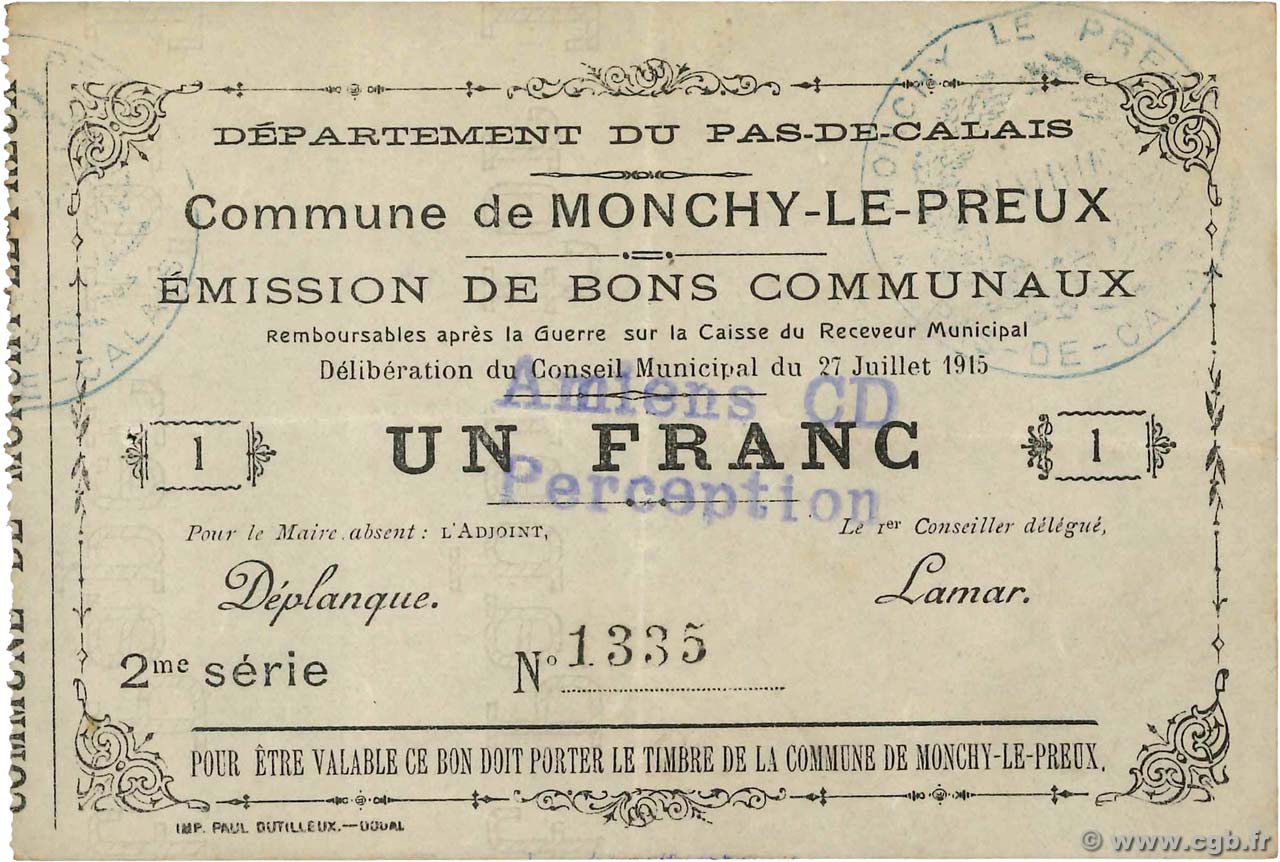 DÉPARTEMENT DU PAS-DE-CALAIS
Commune de MONCHY-LE-PREUX
ÉMISSION DE BONS COMMUNAUX
Remboursables après la Guerre sur la Caisse du Receveur Municipal
Délibération du Conseil Municipal du 27 Juillet 1915
Amiens CD
1 UN FRANC 1
Perception
Pour le Maire absent : L'ADJOINT, Le 1er Conseiller délégué,
Déplanque. Lamar.
2me série No 1335
POUR ÊTRE VALABLE CE BON DOIT PORTER LE TIMBRE DE LA COMMUNE DE MONCHY-LE-PREUX.
IMP. PAUL DUTILLEUX.—DOUAI
COMMUNE DE MONCHY-LE-PREUX
© www.cgb.fr